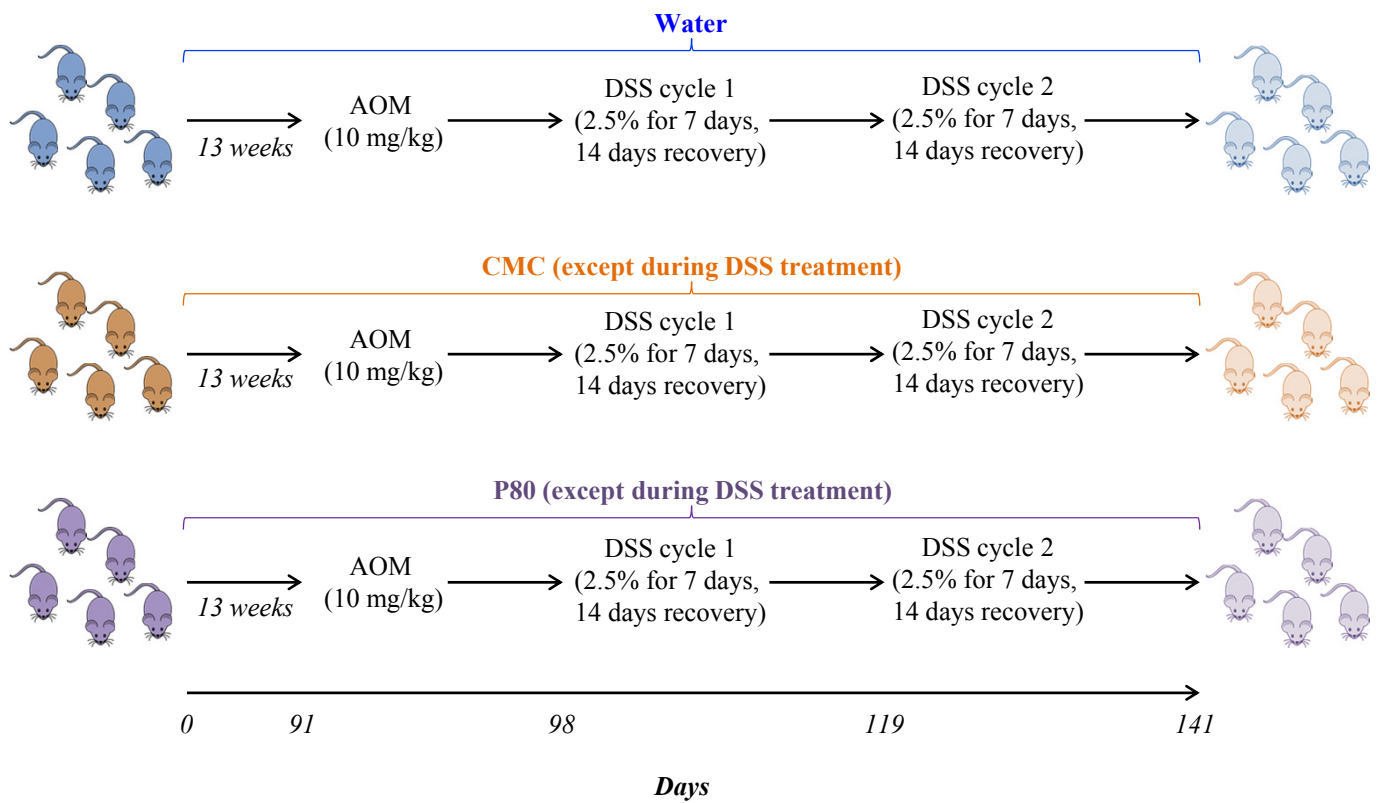 Water
AOM
(10 mg/kg)
DSS cycle 1
(2.5% for 7 days,
14 days recovery)
DSS cycle 2
(2.5% for 7 days,
14 days recovery)
13 weeks
CMC (except during DSS treatment)
AOM
(10 mg/kg)
DSS cycle 1
(2.5% for 7 days,
14 days recovery)
DSS cycle 2
(2.5% for 7 days,
14 days recovery)
13 weeks
P80 (except during DSS treatment)
AOM
(10 mg/kg)
DSS cycle 1
(2.5% for 7 days,
14 days recovery)
DSS cycle 2
(2.5% for 7 days,
14 days recovery)
13 weeks
0 91 98 119 141
Days